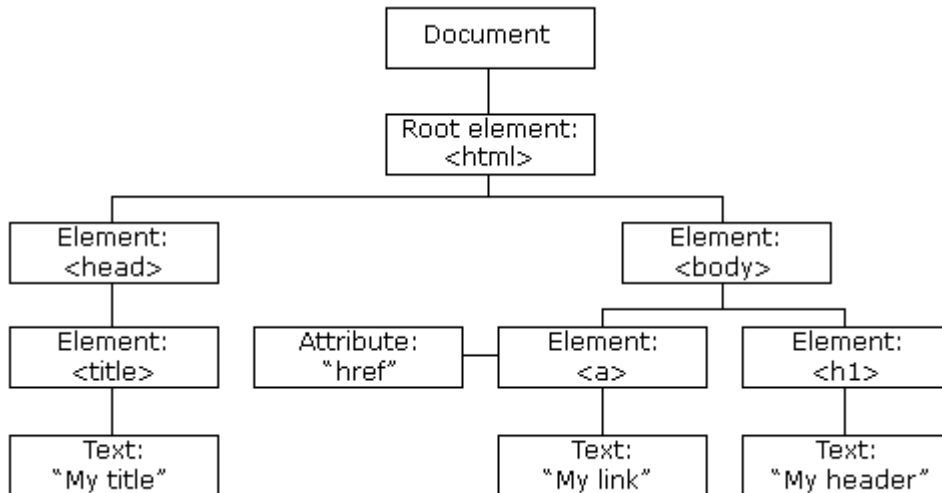 Document
Root element:
<html>
Element:
<head>
Element:
<body>
Element:
<title>
Attribute:
“href”
Element:
<a>
Element:
<h1>
Text:
“My title”
Text:
“My link”
Text:
“My header”